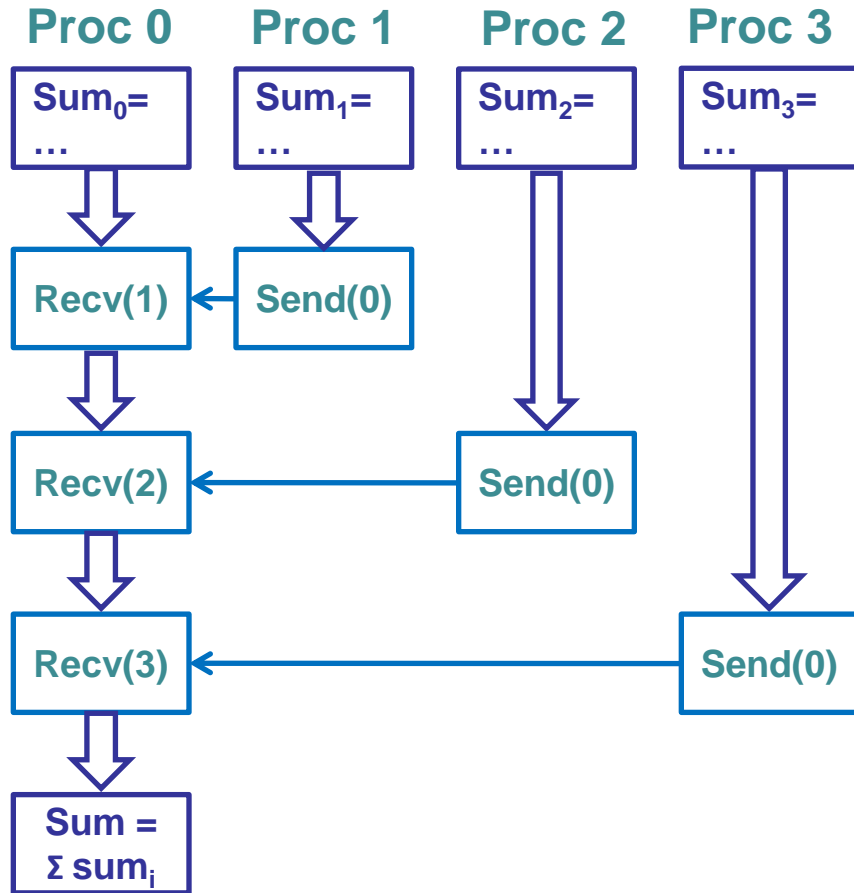 Proc 0 Proc 1 Proc 2 Proc 3
Sum₀= Sum₁= Sum₂= Sum₃=
… … … …
Recv(1) Send(0)
Recv(2) Send(0)
Recv(3) Send(0)
Sum =
Σ sumᵢ